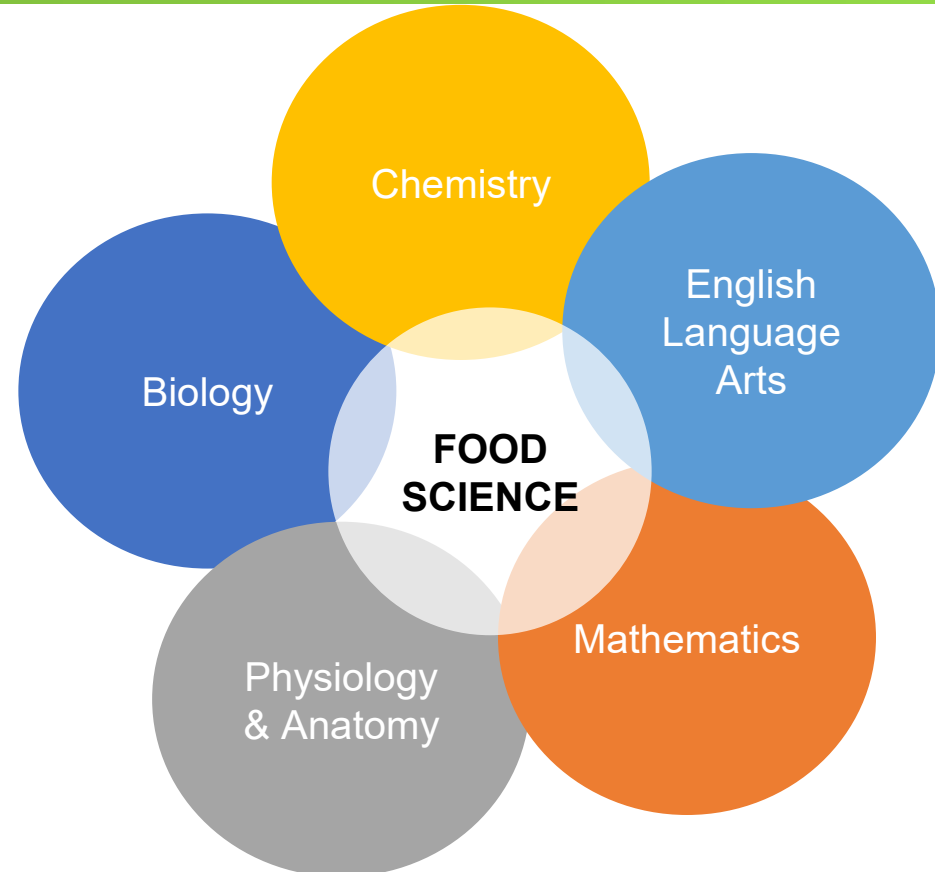 Chemistry
English
Language
Arts
Biology
FOOD
SCIENCE
Mathematics
Physiology
& Anatomy